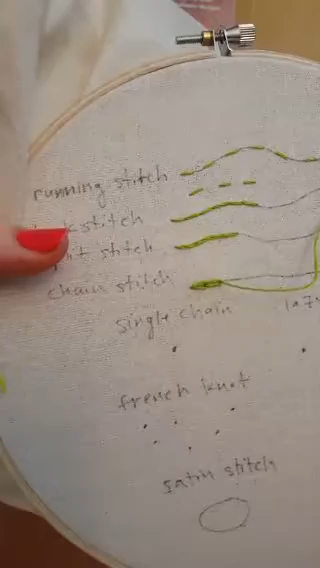 running stitch
stitch
stitch
chain stitch
single chain
french knot
satin stitch